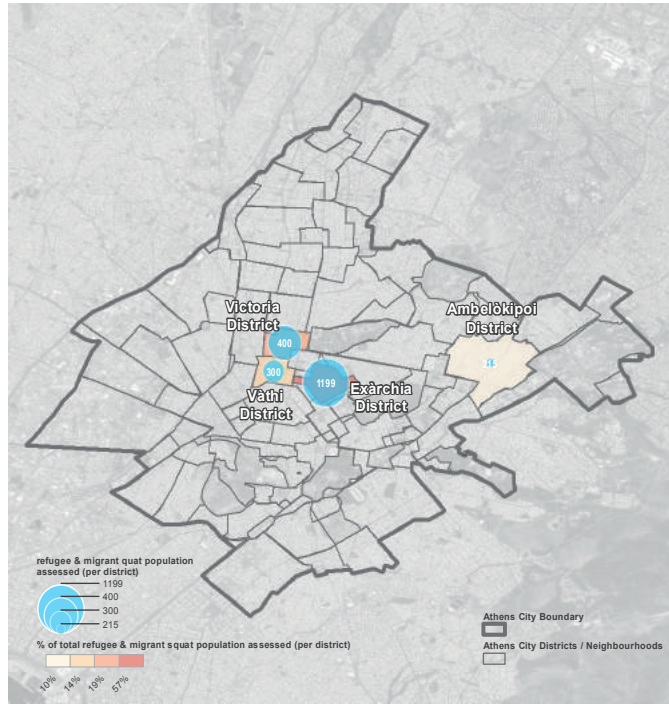 Victoria
District
Ambelòkipoi
District
400
300
1199
Exàrchia
District
Vàthi
District
refugee & migrant quat population
assessed (per district)
1199
400
300
215
% of total refugee & migrant squat population assessed (per district)
10%
14%
19%
57%
Athens City Boundary
Athens City Districts / Neighbourhoods